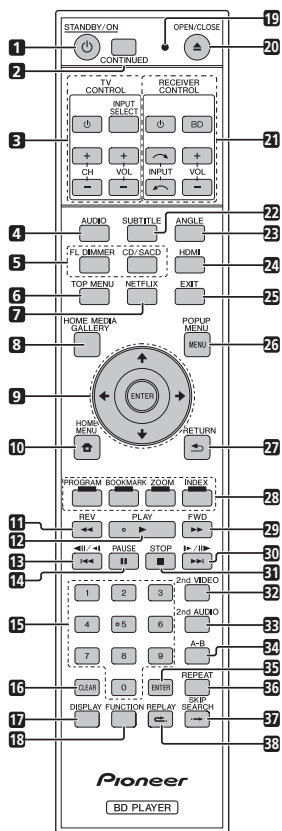 STANDBY/ON
19
OPEN/CLOSE
1
20
2
CONTINUED
TV CONTROL
RECEIVER CONTROL
3
INPUT SELECT
BD
21
+ + +
CH VOL INPUT VOL
– – –
4
AUDIO
SUBTITLE
22
ANGLE
23
5
FL DIMMER
CD/SACD
HDMI
24
6
TOP MENU
NETFLIX
7
EXIT
25
8
HOME MEDIA GALLERY
POPUP MENU
MENU
26
9
ENTER
10
HOME MENU
RETURN
27
PROGRAM
BOOKMARK
ZOOM
INDEX
28
11
REV
PLAY
FWD
29
12
13
PAUSE
STOP
30
14
31
15
1 2 3
2nd VIDEO
32
4 5 6
2nd AUDIO
33
7 8 9
A-B
34
35
16
CLEAR
0
ENTER
REPEAT
36
17
DISPLAY
FUNCTION
REPLAY
SKIP SEARCH
37
18
38
Pioneer
BD PLAYER